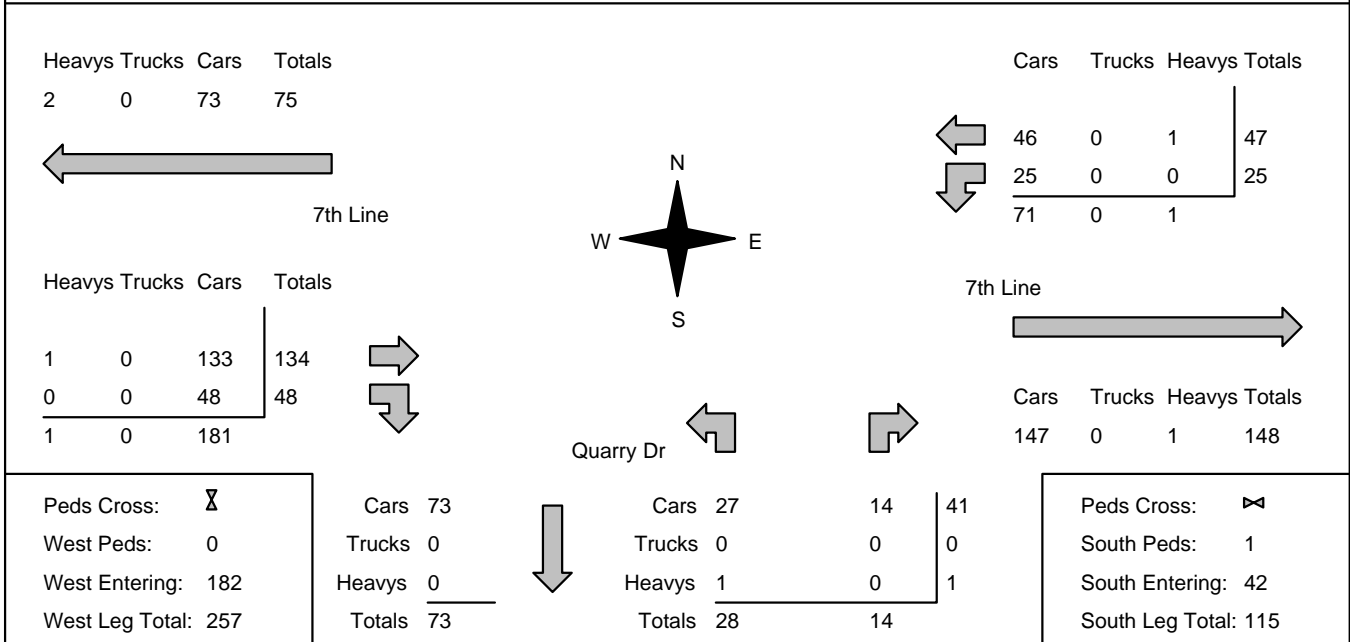 Heavys Trucks Cars Totals
2 0 73 75
Cars Trucks Heavys Totals
46 0 1 47
25 0 0 25
71 0 1
N
W E
S
7th Line
Heavys Trucks Cars Totals
1 0 133 134
0 0 48 48
1 0 181
7th Line
Cars Trucks Heavys Totals
147 0 1 148
Quarry Dr
Peds Cross:
West Peds: 0
West Entering: 182
West Leg Total: 257
Cars 73
Trucks 0
Heavys 0
Totals 73
Cars 27 14 41
Trucks 0 0 0
Heavys 1 0 1
Totals 28 14
Peds Cross:
South Peds: 1
South Entering: 42
South Leg Total: 115